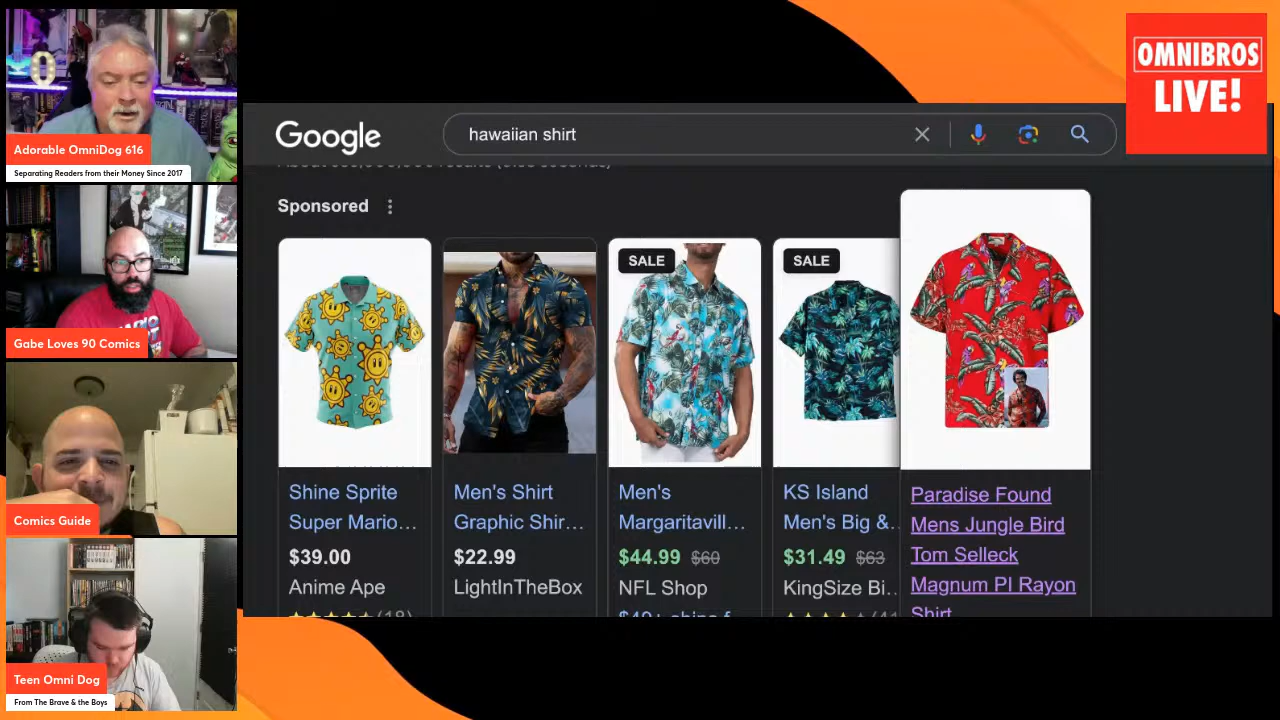 Adorable OmniDog 616
Separating Readers from their Money Since 2017
Gabe Loves 90 Comics
Comics Guide
Teen Omni Dog
From The Brave & the Boys
OMNIBROS
LIVE!
Google
hawaiian shirt
Sponsored
Shine Sprite
Super Mario...
$39.00
Anime Ape
(18)
Men's Shirt
Graphic Shir...
$22.99
LightInTheBox
SALE
Men's
Margaritavill...
$44.99 $60
NFL Shop
SALE
KS Island
Men's Big &...
$31.49 $63
KingSize Bi...
Paradise Found
Mens Jungle Bird
Tom Selleck
Magnum PI Rayon
Shirt